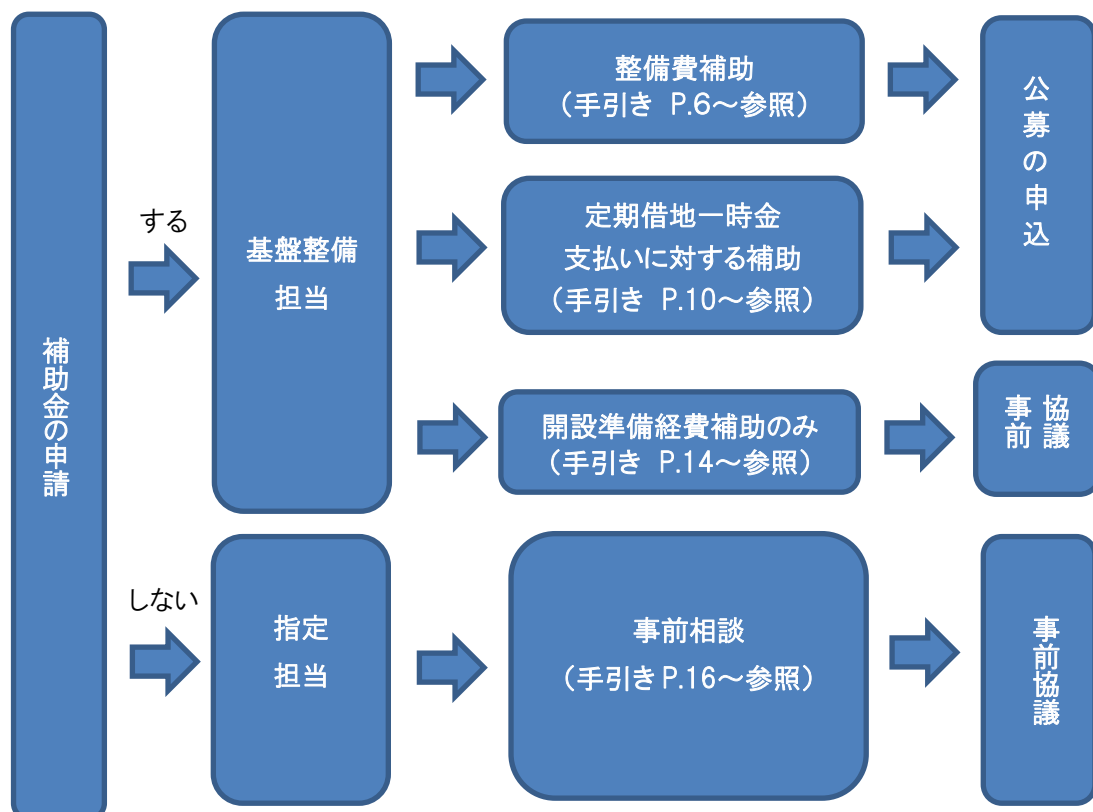 補助金の申請
する
基盤整備
担当
整備費補助
（手引き P.6～参照）
定期借地一時金
支払いに対する補助
（手引き P.10～参照）
公募の申込
開設準備経費補助のみ
（手引き P.14～参照）
事前
協議
しない
指定
担当
事前相談
（手引きP.16～参照）
事前協議